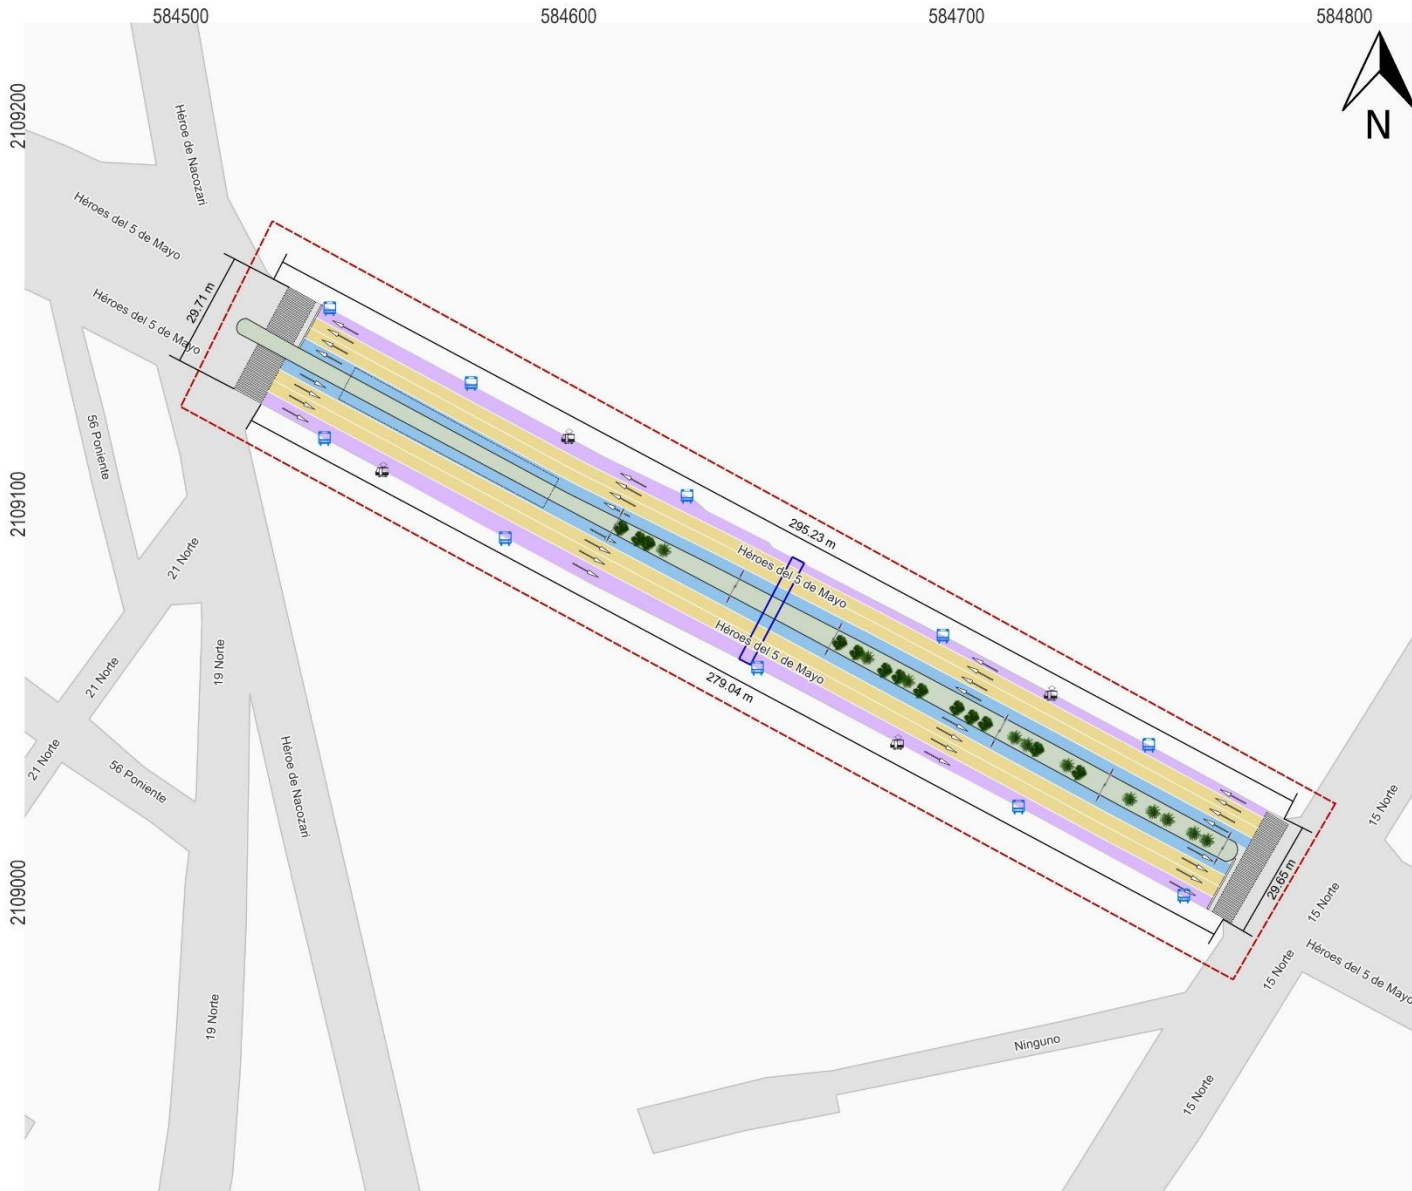 584500
584600
584700
584800
2109200
2109100
2109000
N
Héroe de Nacozari
Héroes del 5 de Mayo
Héroes del 5 de Mayo
29.71 m
56 Poniente
21 Norte
295.23 m
Héroes del 5 de Mayo
Héroes del 5 de Mayo
279.04 m
19 Norte
21 Norte
21 Norte
56 Poniente
Héroe de Nacozari
15 Norte
29.65 m
15 Norte
Héroes del 5 de Mayo
15 Norte
19 Norte
Ninguno
15 Norte